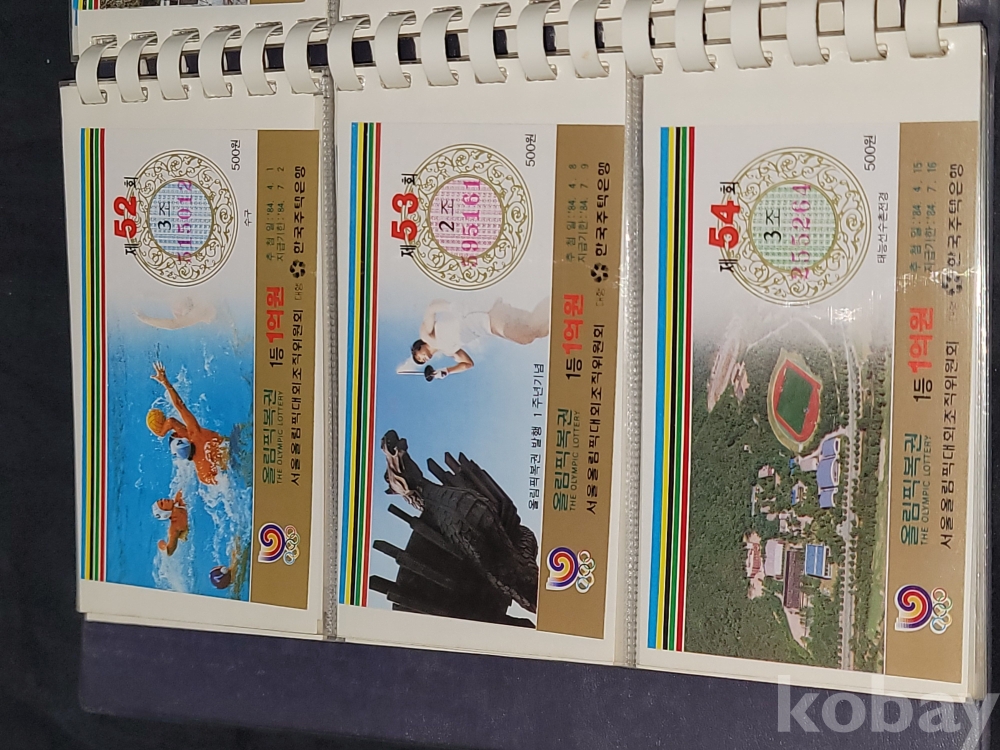 제52회
3조
515012
500원
수구
올림픽복권
THE OLYMPIC LOTTERY
1등 1억원
추첨일 : '84. 4. 1
지급기한 : '84. 7. 2
서울올림픽대회조직위원회
대행
한국주택은행
제53회
2조
595161
500원
올림픽복권 발행 1주년기념
올림픽복권
THE OLYMPIC LOTTERY
1등 1억원
추첨일 : '84. 4. 8
지급기한 : '84. 7. 9
서울올림픽대회조직위원회
대행
한국주택은행
제54회
3조
255264
500원
태능선수촌전경
올림픽복권
THE OLYMPIC LOTTERY
1등 1억원
추첨일 : '84. 4. 15
지급기한 : '84. 7. 16
서울올림픽대회조직위원회
한국주택은행
kobay